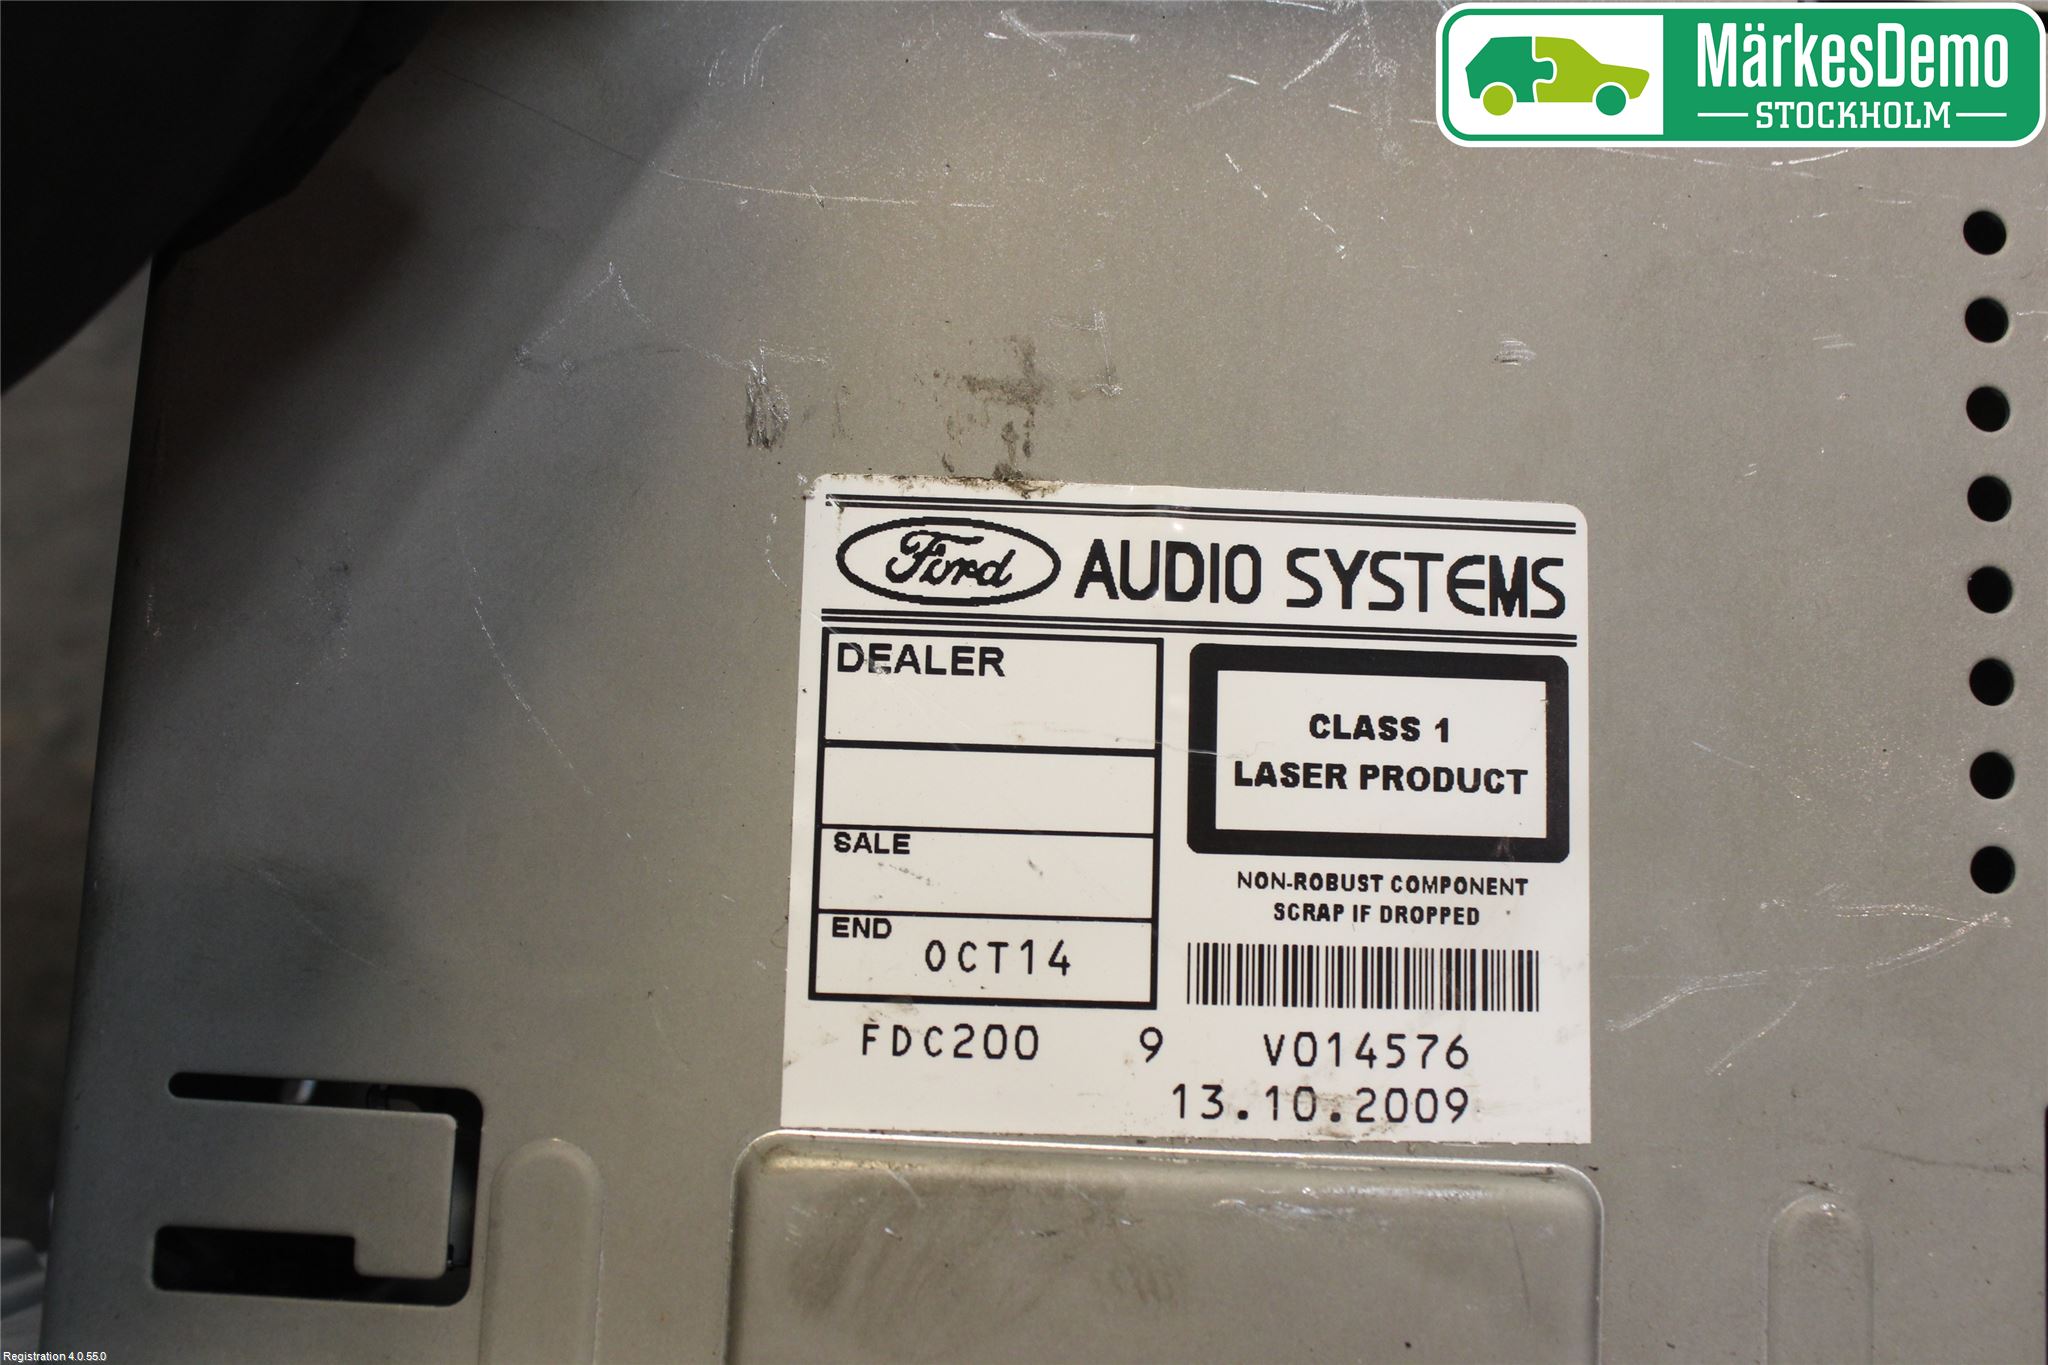 MärkesDemo
STOCKHOLM
Ford AUDIO SYSTEMS
DEALER
CLASS 1
LASER PRODUCT
SALE
NON-ROBUST COMPONENT
SCRAP IF DROPPED
END
OCT14
FDC200 9 V014576
13.10.2009
Registration 4.0.55.0